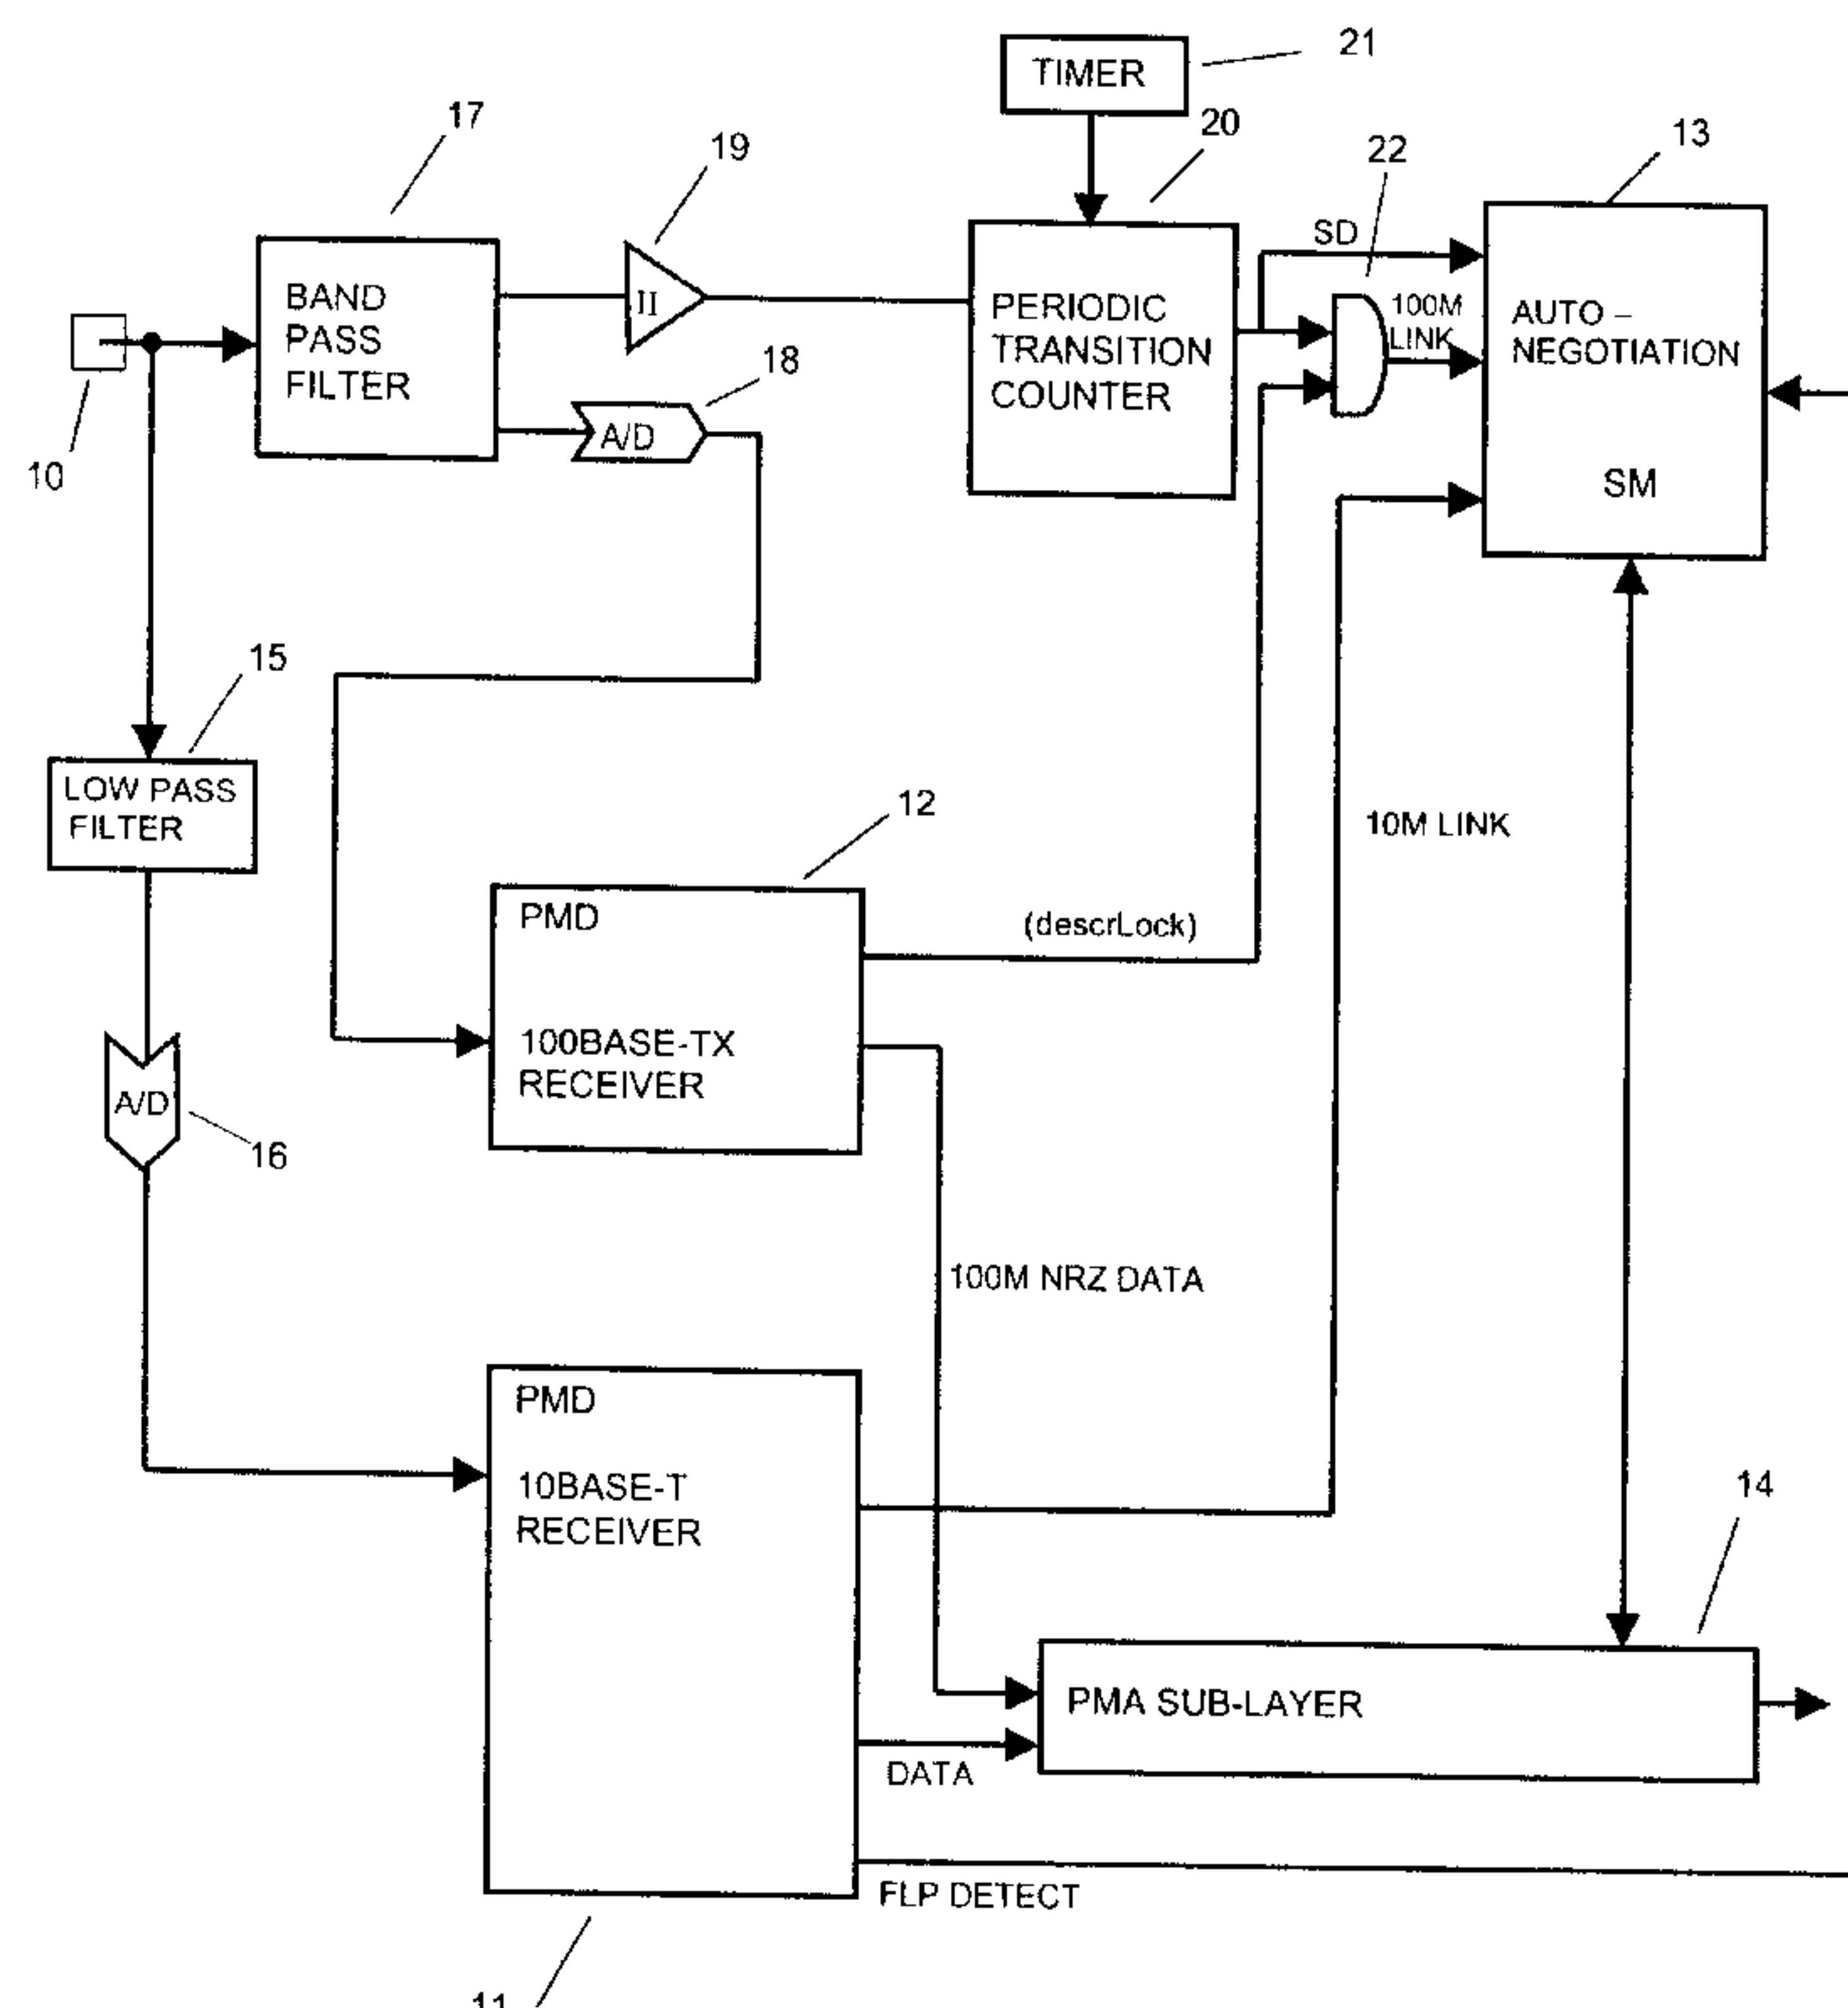 TIMER
21
17
19
20
22
13
BAND
PASS
FILTER
II
PERIODIC
TRANSITION
COUNTER
SD
100M
LINK
AUTO –
NEGOTIATION
SM
18
A/D
10
15
LOW PASS
FILTER
12
10M LINK
PMD
(descrLock)
100BASE-TX
RECEIVER
A/D
16
100M NRZ DATA
PMD
10BASE-T
RECEIVER
14
PMA SUB-LAYER
DATA
FLP DETECT
11